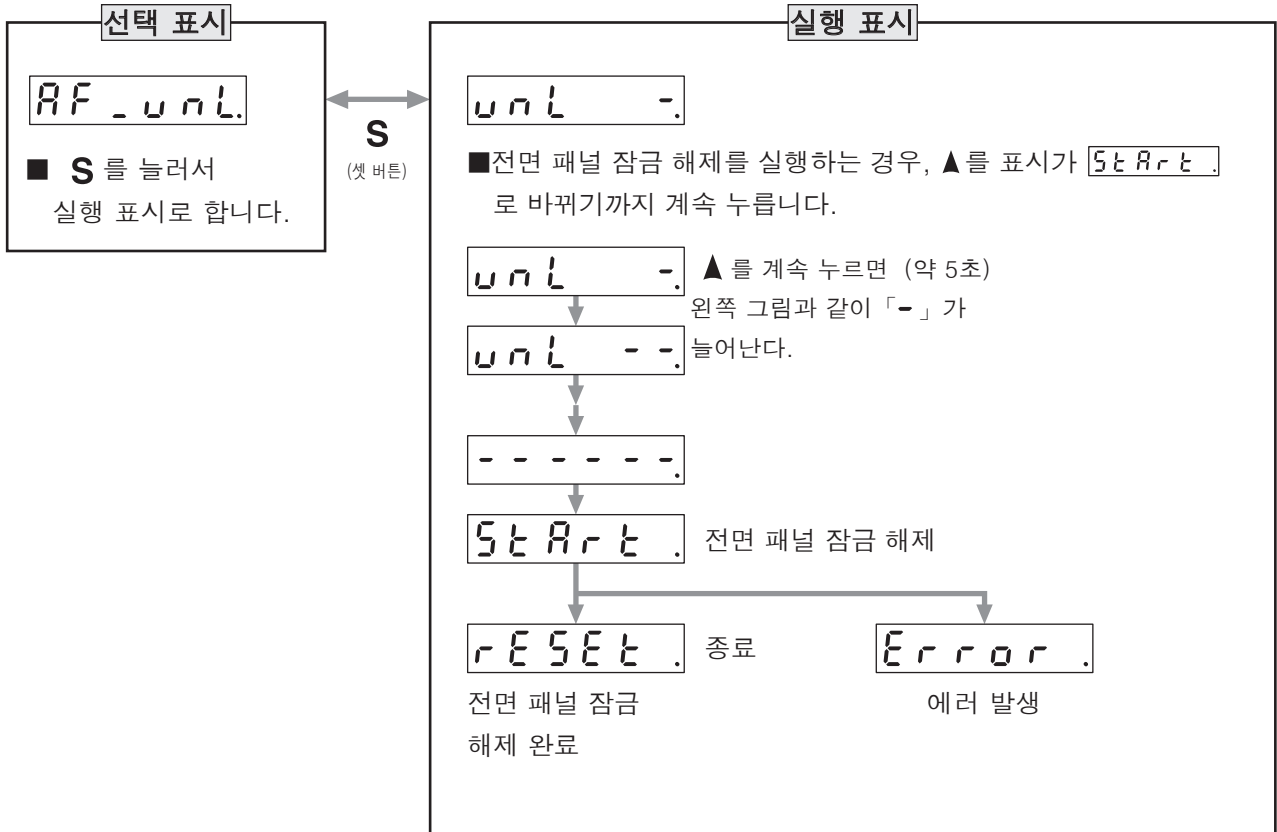 선택 표시
AF_unL.
■ S 를 늘러서
실행 표시로 합니다.
S
(셋 버튼)
실행 표시
unL -.
■전면 패널 잠금 해제를 실행하는 경우, ▲를 표시가 StArt .
로 바뀌기까지 계속 누릅니다.
unL -.
▲ 를 계속 누르면 (약 5초)
왼쪽 그림과 같이「-」가
늘어난다.
unL --.
------.
StArt .
전면 패널 잠금 해제
rESEt .
종료
Error .
전면 패널 잠금
해제 완료
에러 발생